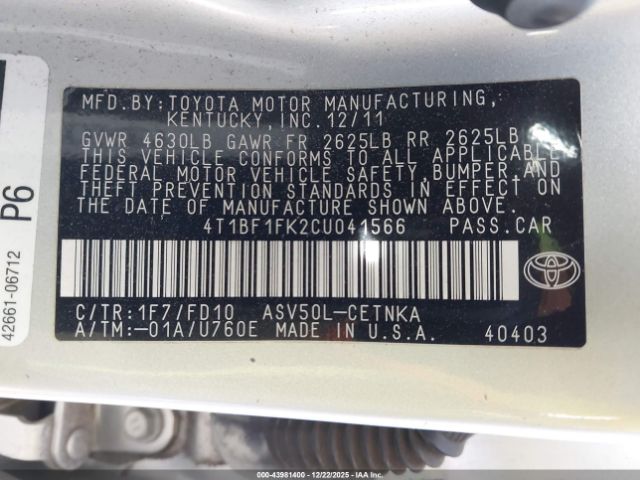 MFD. BY: TOYOTA MOTOR MANUFACTURING,
KENTUCKY, INC. 12/11
GVWR 4630LB GAWR FR 2625LB RR 2625LB
THIS VEHICLE CONFORMS TO ALL APPLICABLE
FEDERAL MOTOR VEHICLE SAFETY, BUMPER, AND
THEFT PREVENTION STANDARDS IN EFFECT ON
THE DATE OF MANUFACTURE SHOWN ABOVE.
4T1BF1FK2CU041566 PASS.CAR
C/TR:1F7/FD10 ASV50L-CETNKA
A/TM:-01A/U760E MADE IN U.S.A. 40403
P6
42661-06712
000-43981400 - 12/22/2025 - IAA